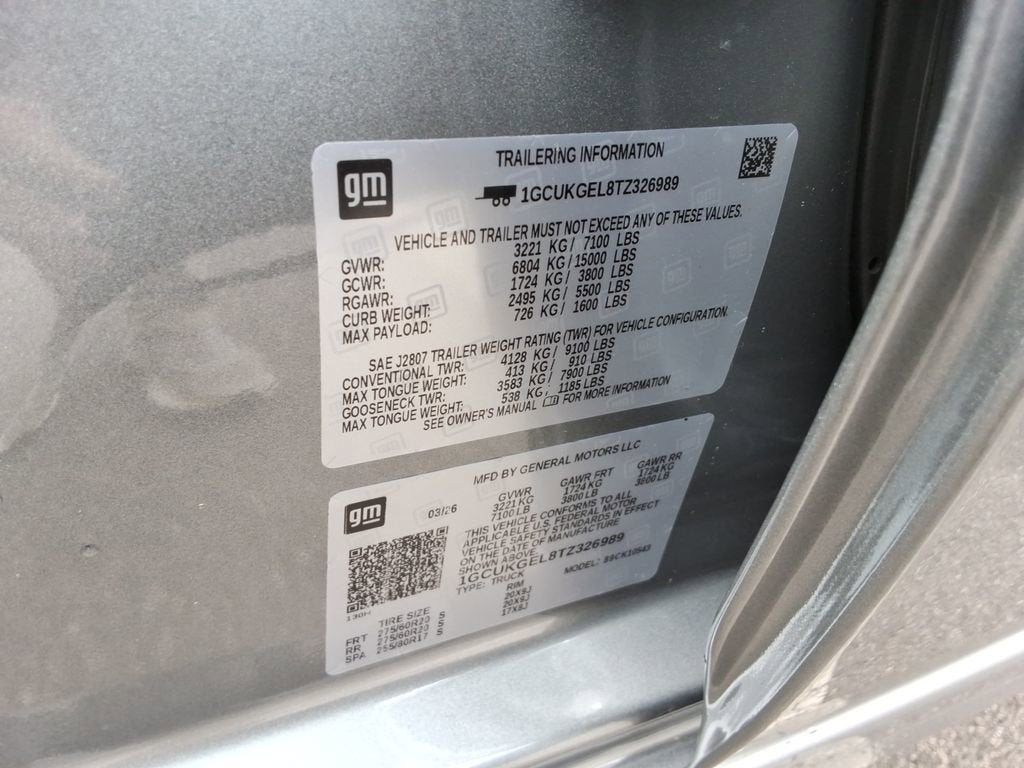 gm
TRAILERING INFORMATION
1GCUKGEL8TZ326989
VEHICLE AND TRAILER MUST NOT EXCEED ANY OF THESE VALUES.
GVWR: 3221 KG / 7100 LBS
GCWR: 6804 KG / 15000 LBS
RGAWR: 1724 KG / 3800 LBS
CURB WEIGHT: 2495 KG / 5500 LBS
MAX PAYLOAD: 726 KG / 1600 LBS
SAE J2807 TRAILER WEIGHT RATING (TWR) FOR VEHICLE CONFIGURATION.
CONVENTIONAL TWR: 4128 KG / 9100 LBS
MAX TONGUE WEIGHT: 413 KG / 910 LBS
GOOSENECK TWR: 3583 KG / 7900 LBS
MAX TONGUE WEIGHT: 538 KG / 1185 LBS
SEE OWNER'S MANUAL FOR MORE INFORMATION
gm
MFD BY GENERAL MOTORS LLC
03/26
GVWR GAWR FRT GAWR RR
3221 KG 1724 KG 1724 KG
7100 LB 3800 LB 3800 LB
THIS VEHICLE CONFORMS TO ALL
APPLICABLE U.S. FEDERAL MOTOR
VEHICLE SAFETY STANDARDS IN EFFECT
ON THE DATE OF MANUFACTURE
SHOWN ABOVE.
1GCUKGEL8TZ326989
TYPE: TRUCK MODEL:
130H
TIRE SIZE RIM
FRT 275/60R20 S 20X9J
RR 275/60R20 S 20X9J
SPA 255/80R17 S 17X8J